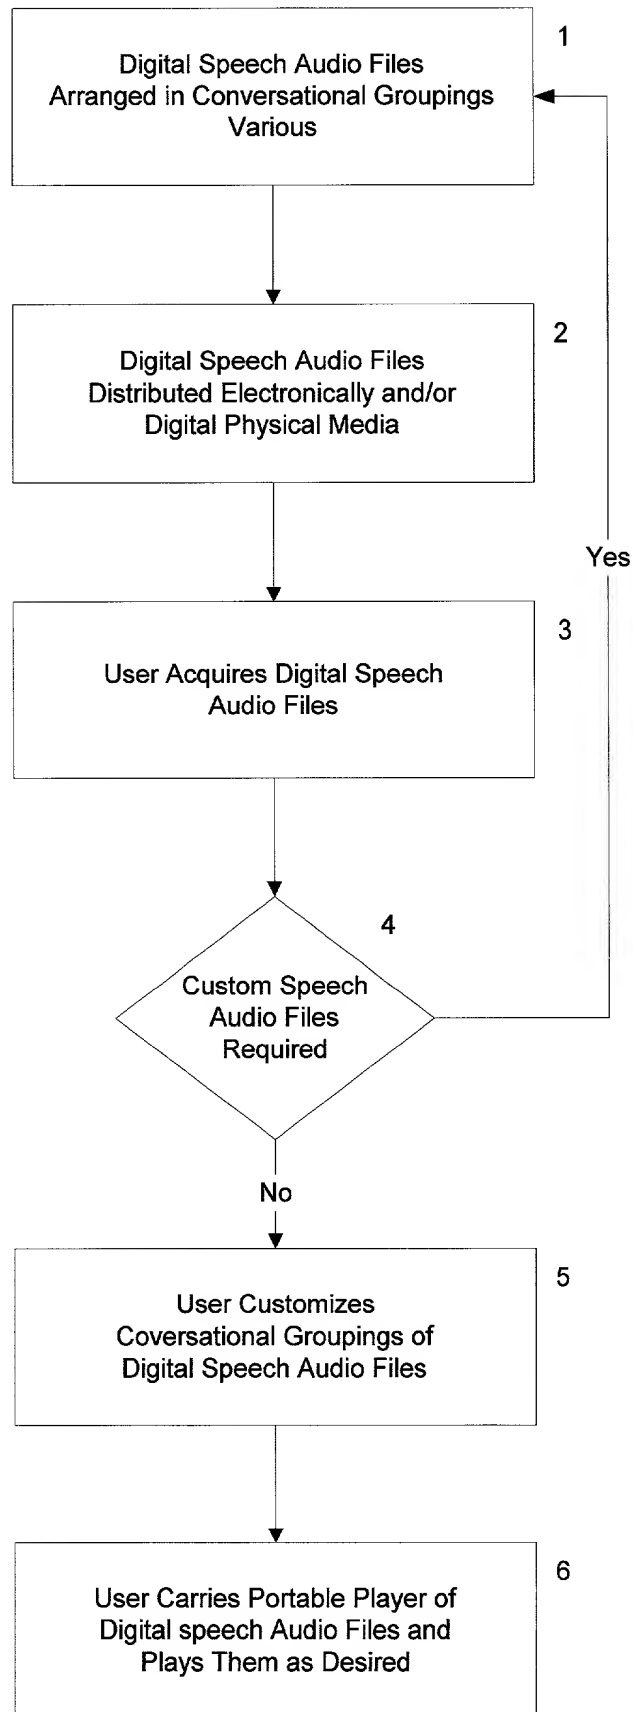 1
Digital Speech Audio Files
Arranged in Conversational Groupings
Various
2
Digital Speech Audio Files
Distributed Electronically and/or
Digital Physical Media
Yes
3
User Acquires Digital Speech
Audio Files
4
Custom Speech
Audio Files
Required
No
5
User Customizes
Coversational Groupings of
Digital Speech Audio Files
6
User Carries Portable Player of
Digital speech Audio Files and
Plays Them as Desired